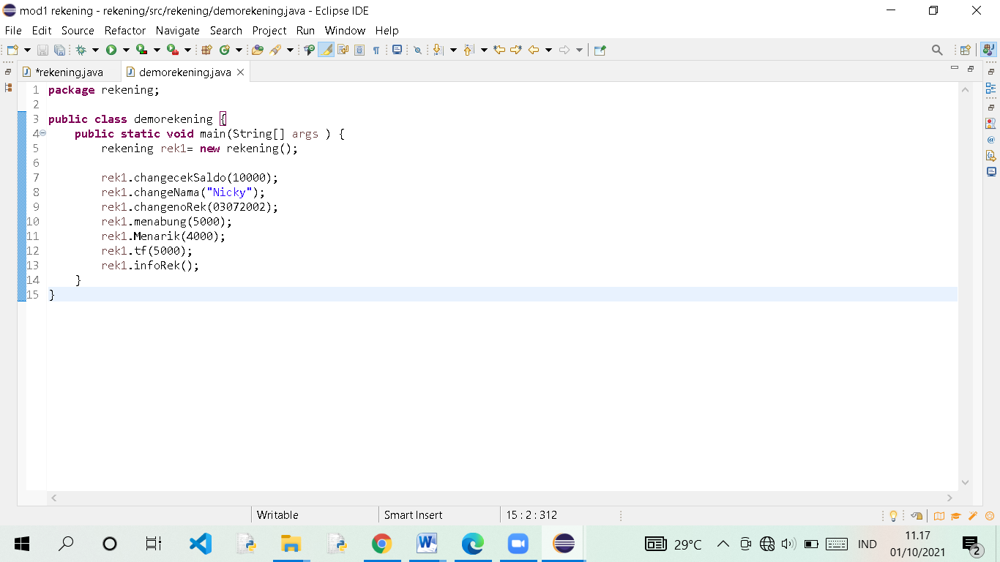 mod1 rekening - rekening/src/rekening/demorekening.java - Eclipse IDE
File Edit Source Refactor Navigate Search Project Run Window Help
*rekening.java demorekening.java
1 package rekening;
2
3 public class demorekening {
4 public static void main(String[] args ) {
5 rekening rek1= new rekening();
6
7 rek1.changecekSaldo(10000);
8 rek1.changeNama("Nicky");
9 rek1.changenoRek(03072002);
10 rek1.menabung(5000);
11 rek1.Menarik(4000);
12 rek1.tf(5000);
13 rek1.infoRek();
14 }
15 }
Writable Smart Insert 15 : 2 : 312
29°C IND 11.17
01/10/2021 2